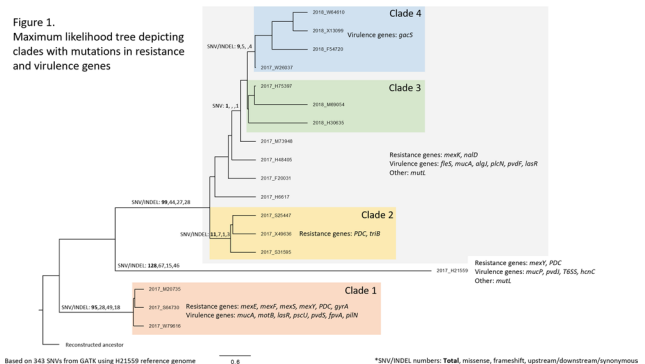 Figure 1.
Maximum likelihood tree depicting
clades with mutations in resistance
and virulence genes
Clade 4
2018_W64610
2018_X13099
Virulence genes: gacS
2018_F54720
SNV/INDEL: 9,5,.,4
2017_W26837
Clade 3
2017_H75397
2018_M69054
SNV: 1, , ,1
2018_H30635
2017_M73948
2017_H48405
Resistance genes: mexK, nalD
Virulence genes: fleS, mucA, algJ, plcN, pvdF, lasR
Other: mutL
2017_F20031
2017_H6617
SNV/INDEL: 99,44,27,28
Clade 2
2017_S25447
SNV/INDEL: 11,7,1,3
2017_X49636
Resistance genes: PDC, triB
2017_S31595
SNV/INDEL: 128,67,15,46
2017_H21559
Resistance genes: mexY, PDC
Virulence genes: mucP, pvdJ, T6SS, hcnC
Other: mutL
Clade 1
2017_M20735
SNV/INDEL: 95,28,49,18
2017_S64739
Resistance genes: mexE, mexF, mexS, mexY, PDC, gyrA
Virulence genes: mucA, motB, lasR, pscU, pvdS, fpvA, pilN
2017_W79816
Reconstructed ancestor
Based on 343 SNVs from GATK using H21559 reference genome
0.8
*SNV/INDEL numbers: Total, missense, frameshift, upstream/downstream/synonymous